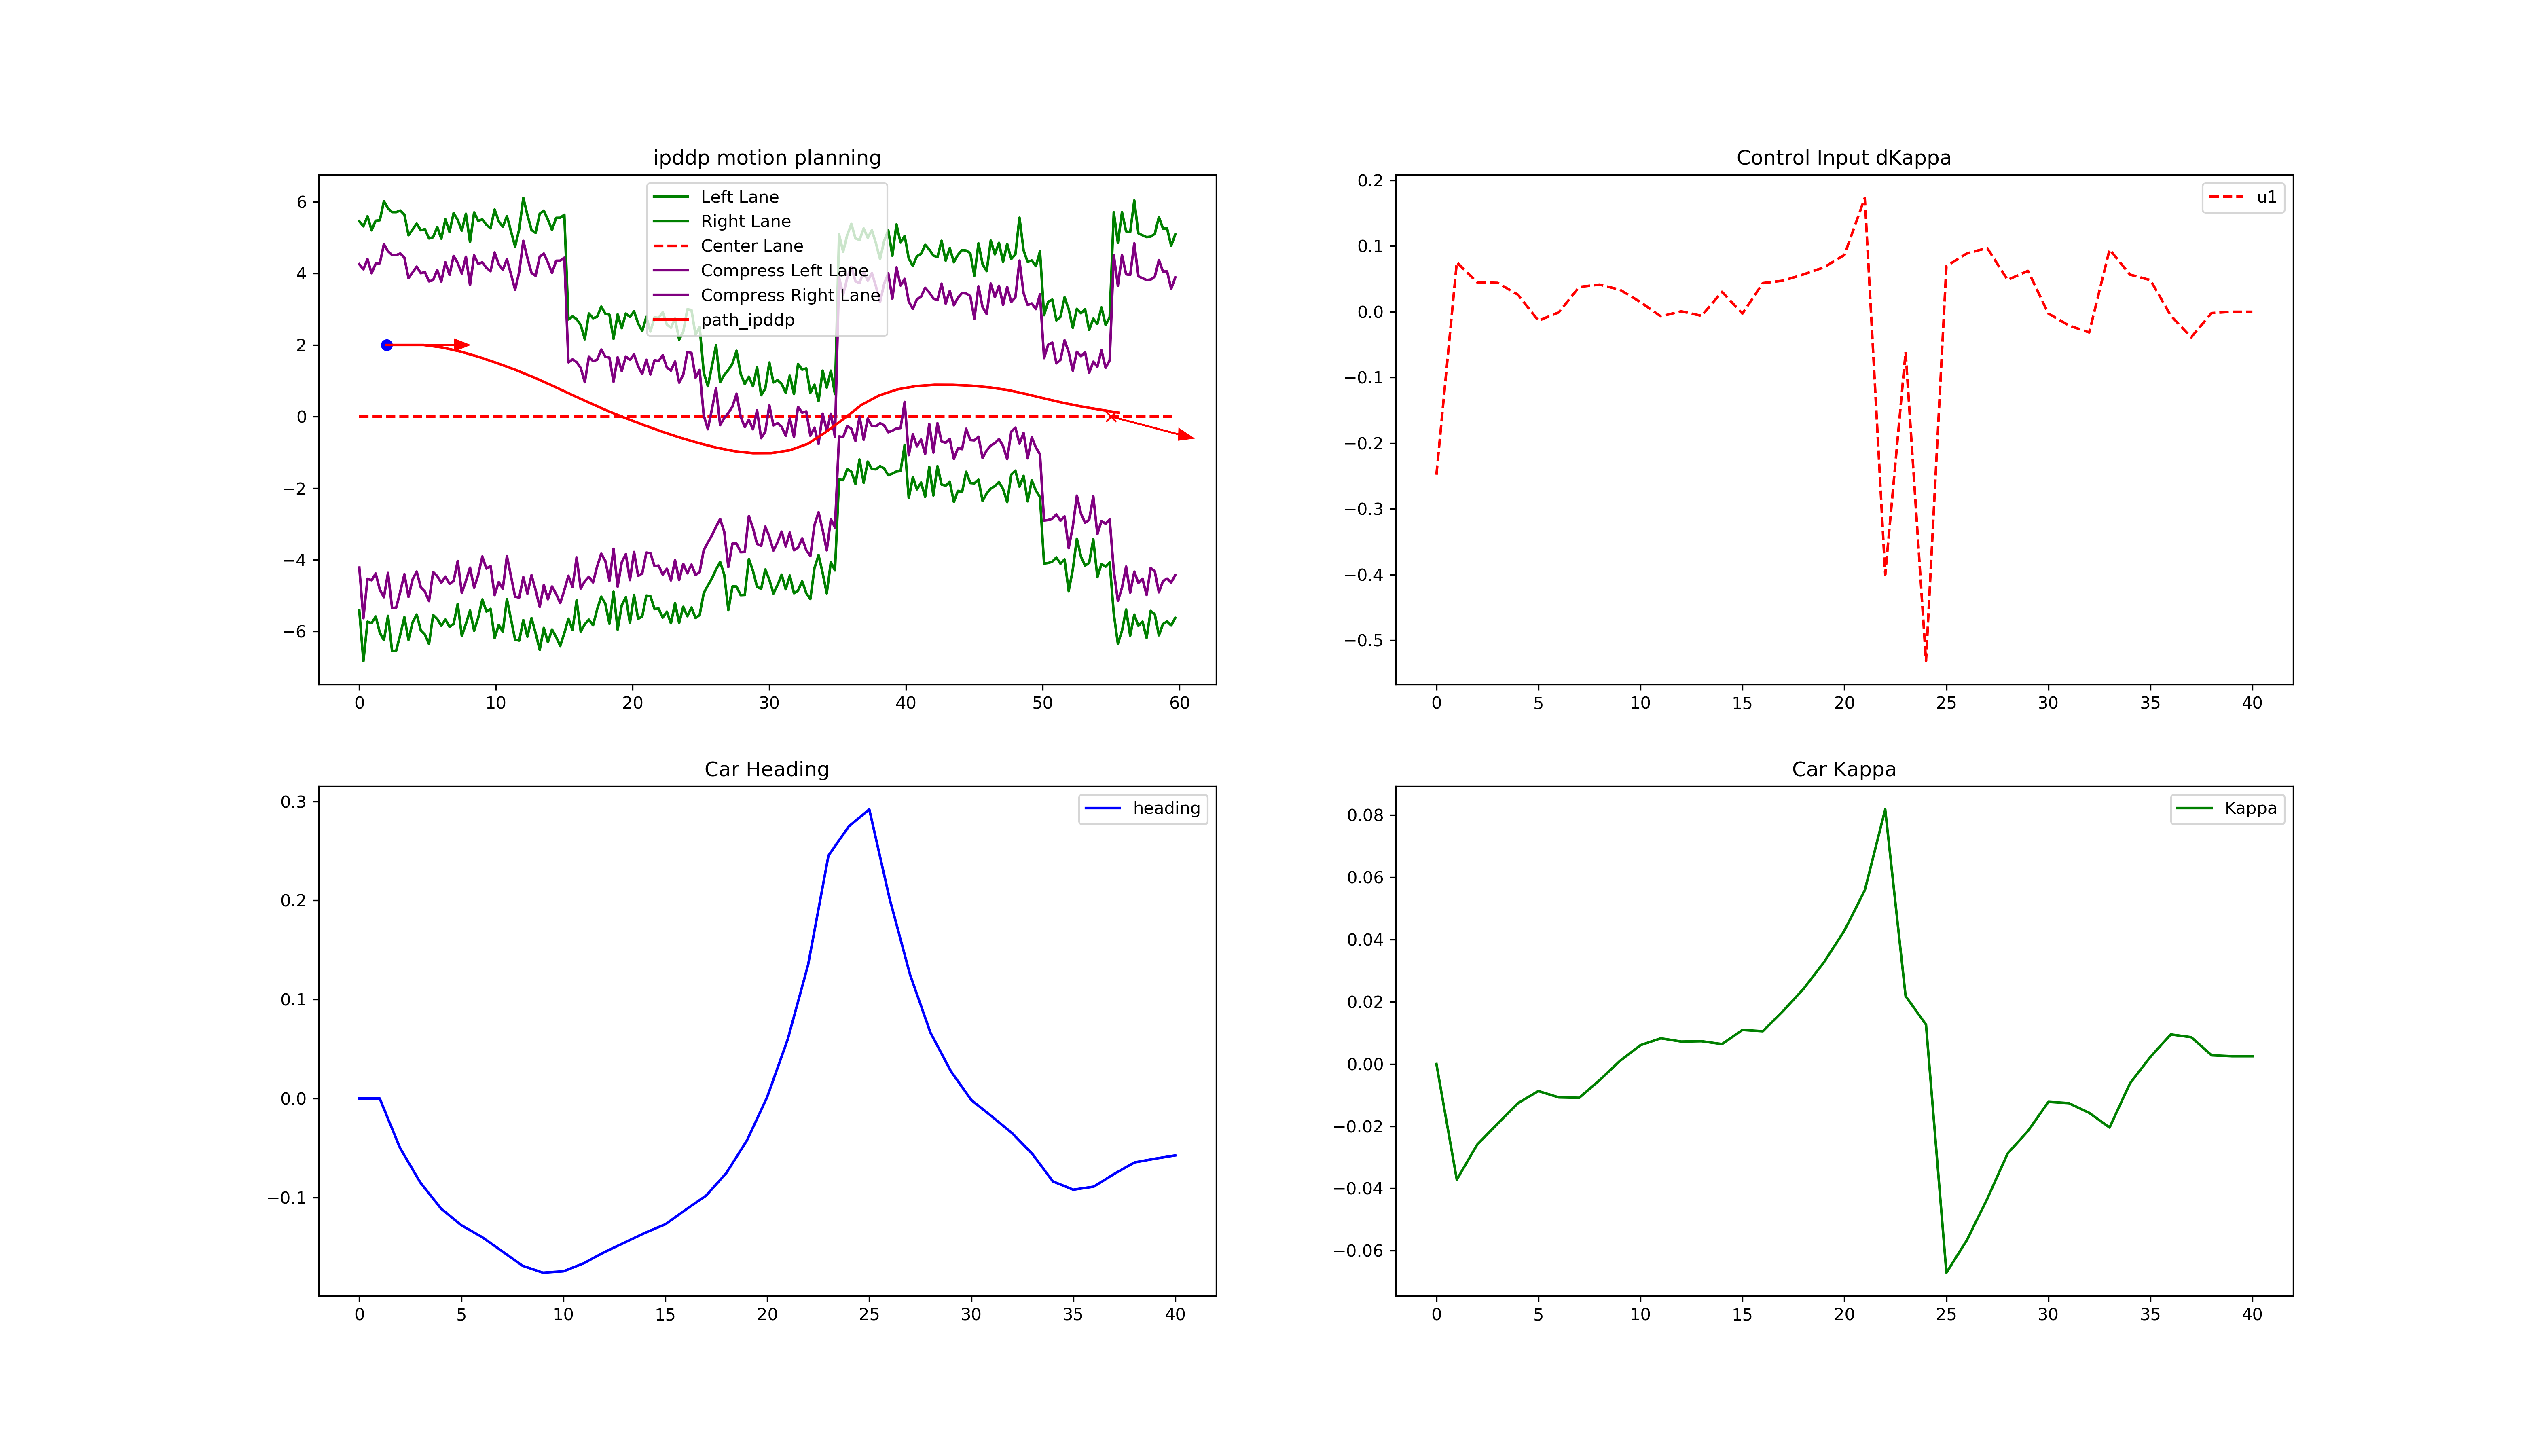 ipddp motion planning
Left Lane
Right Lane
Center Lane
Compress Left Lane
Compress Right Lane
path_ipddp
6
4
2
0
−2
−4
−6
0 10 20 30 40 50 60
Control Input dKappa
u1
0.2
0.1
0.0
−0.1
−0.2
−0.3
−0.4
−0.5
0 5 10 15 20 25 30 35 40
Car Heading
heading
0.3
0.2
0.1
0.0
−0.1
0 5 10 15 20 25 30 35 40
Car Kappa
Kappa
0.08
0.06
0.04
0.02
0.00
−0.02
−0.04
−0.06
0 5 10 15 20 25 30 35 40